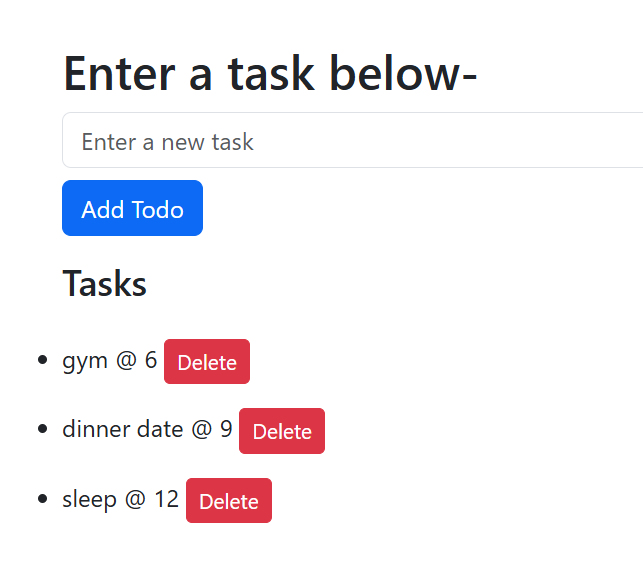 Enter a task below-
Enter a new task
Add Todo
Tasks
gym @ 6 Delete
dinner date @ 9 Delete
sleep @ 12 Delete